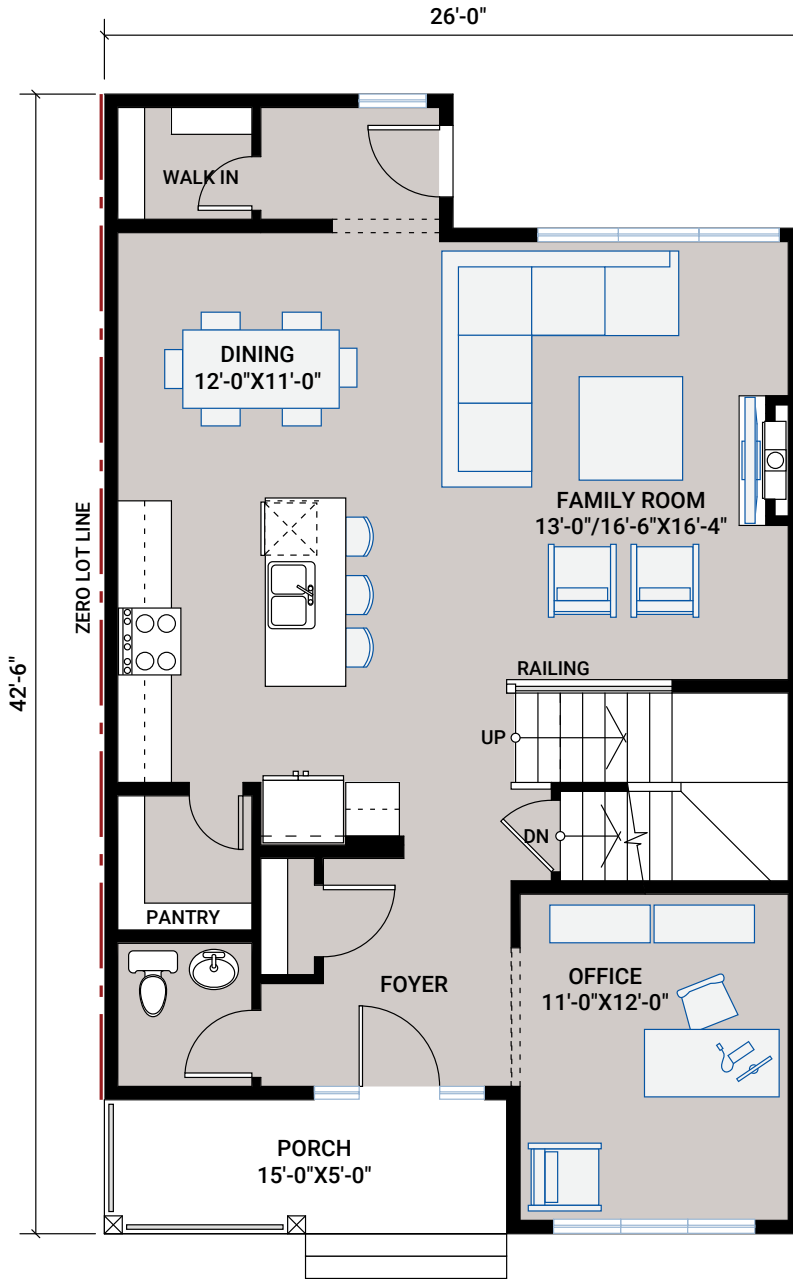 26'-0"
WALK IN
DINING
12'-0"X11'-0"
FAMILY ROOM
13'-0"/16'-6"X16'-4"
ZERO LOT LINE
42'-6"
RAILING
UP
DN
PANTRY
FOYER
OFFICE
11'-0"X12'-0"
PORCH
15'-0"X5'-0"